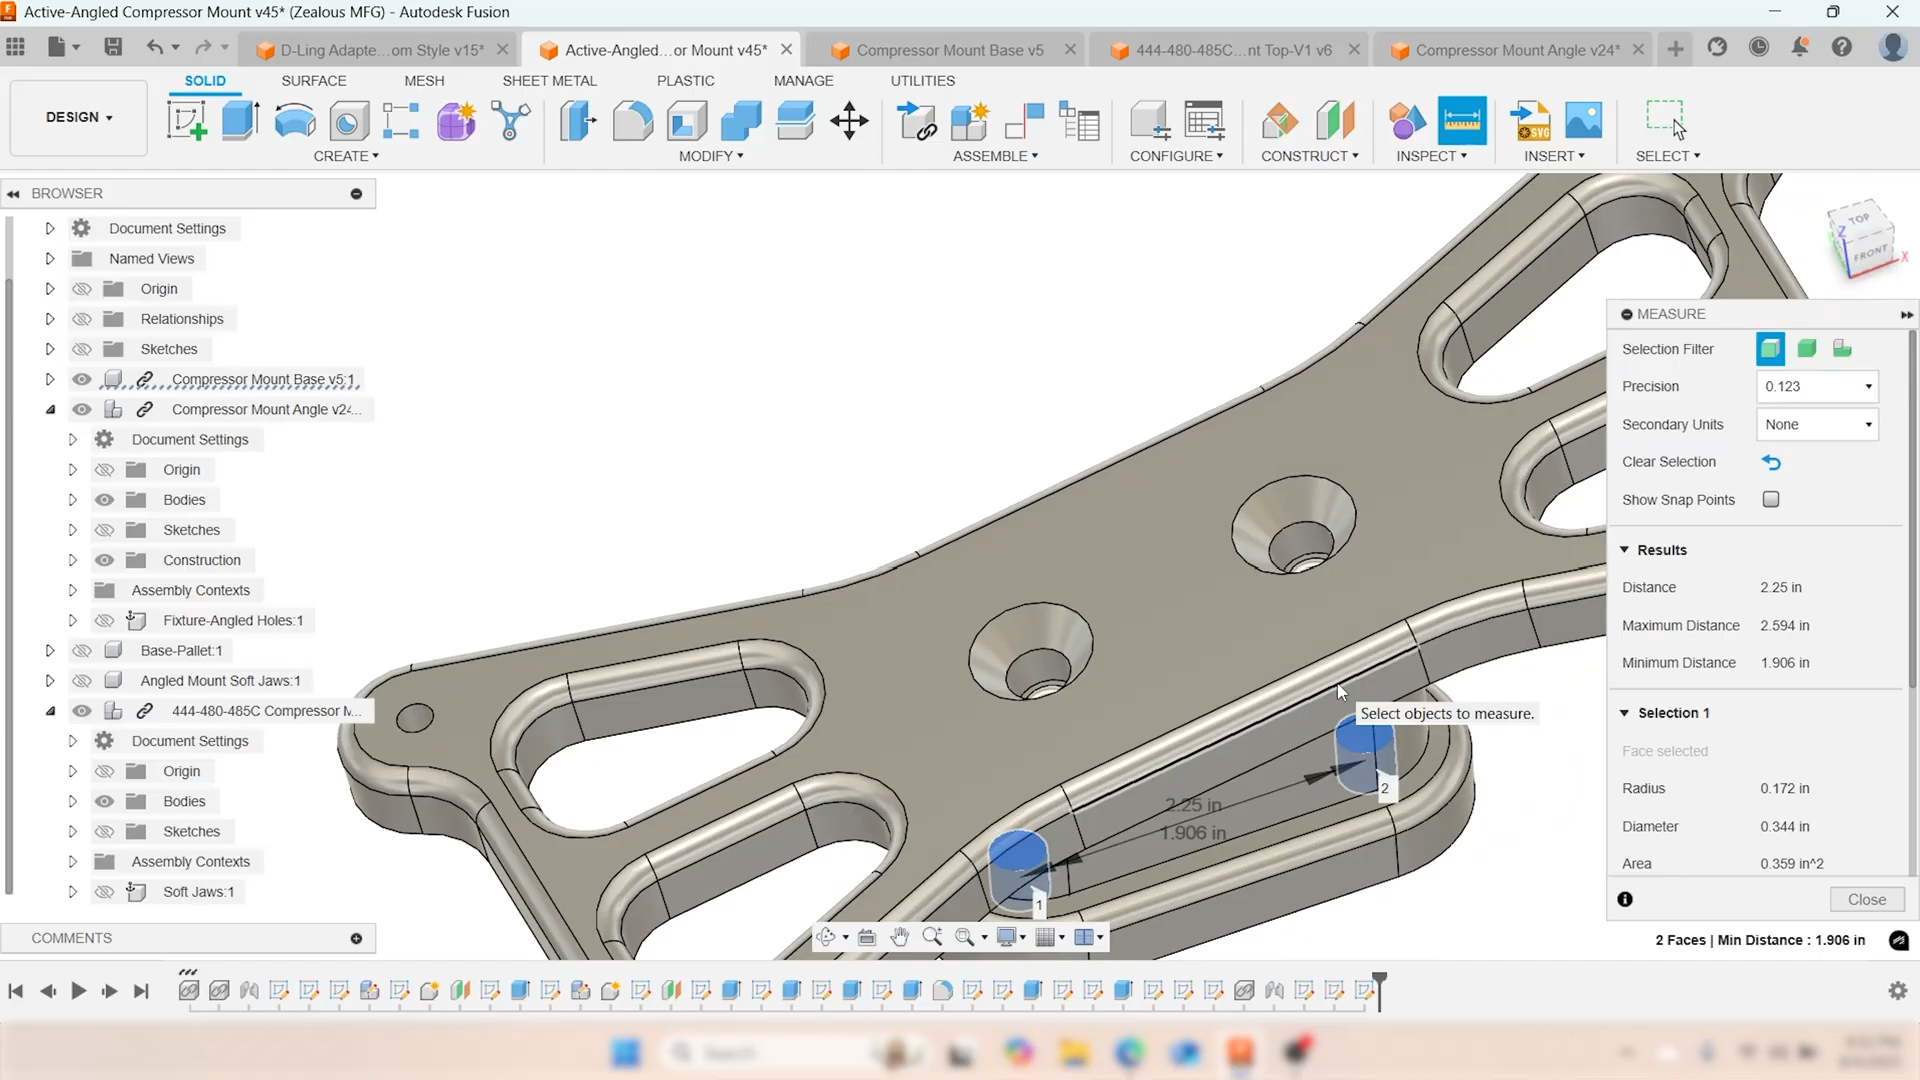 Active-Angled Compressor Mount v45* (Zealous MFG) - Autodesk Fusion
D-Ling Adapte...om Style v15*
Active-Angled...or Mount v45*
Compressor Mount Base v5
444-480-485C...nt Top-V1 v6
Compressor Mount Angle v24*
SOLID
SURFACE
MESH
SHEET METAL
PLASTIC
MANAGE
UTILITIES
DESIGN
CREATE
MODIFY
ASSEMBLE
CONFIGURE
CONSTRUCT
INSPECT
INSERT
SELECT
SVG
BROWSER
Document Settings
Named Views
Origin
Relationships
Sketches
Compressor Mount Base v5:1
Compressor Mount Angle v24...
Document Settings
Origin
Bodies
Sketches
Construction
Assembly Contexts
Fixture-Angled Holes:1
Base-Pallet:1
Angled Mount Soft Jaws:1
444-480-485C Compressor M...
Document Settings
Origin
Bodies
Sketches
Assembly Contexts
Soft Jaws:1
COMMENTS
TOP
FRONT
Z
X
2.25 in
1.906 in
1
2
Select objects to measure.
MEASURE
Selection Filter
Precision
0.123
Secondary Units
None
Clear Selection
Show Snap Points
Results
Distance 2.25 in
Maximum Distance 2.594 in
Minimum Distance 1.906 in
Selection 1
Face selected
Radius 0.172 in
Diameter 0.344 in
Area 0.359 in^2
Close
2 Faces | Min Distance : 1.906 in
Search